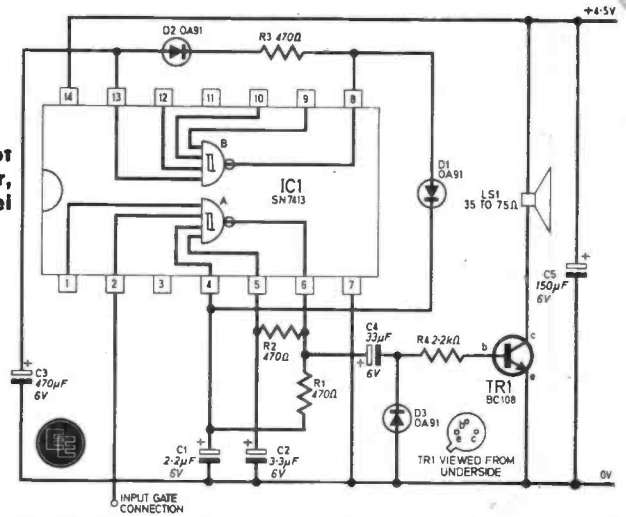 +4·5V
D2 OA91
R3 470Ω
14
13
12
11
10
9
8
B
D1
OA91
IC1
SN7413
LS1
35 TO 75Ω
A
C5
150µF
6V
1
2
3
4
5
6
7
C4
33µF
6V
R4 2·2kΩ
b
c
e
TR1
BC108
R2
470Ω
R1
470Ω
C3
470µF
6V
D3
OA91
b
e
c
TR1 VIEWED FROM
UNDERSIDE
C1
2·2µF
6V
C2
3·3µF
6V
0V
INPUT GATE
CONNECTION